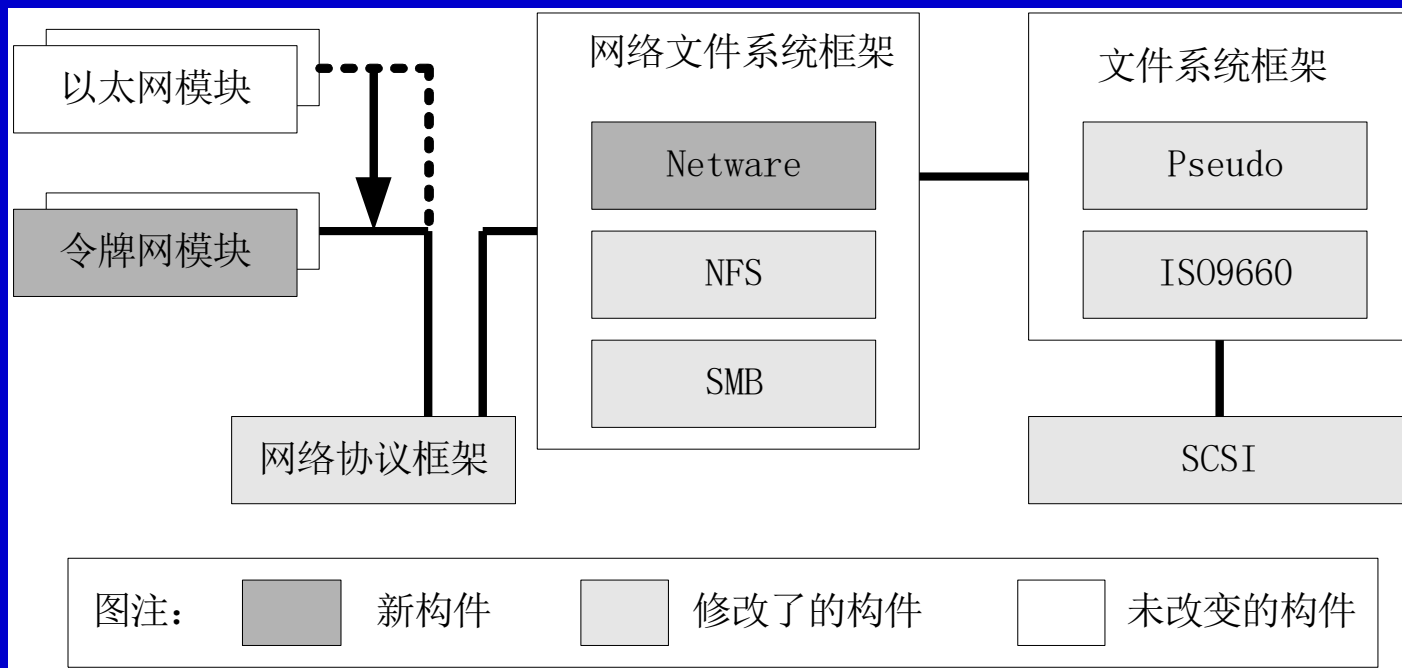 以太网模块
令牌网模块
网络协议框架
网络文件系统框架
Netware
NFS
SMB
文件系统框架
Pseudo
ISO9660
SCSI
图注： 新构件 修改了的构件 未改变的构件